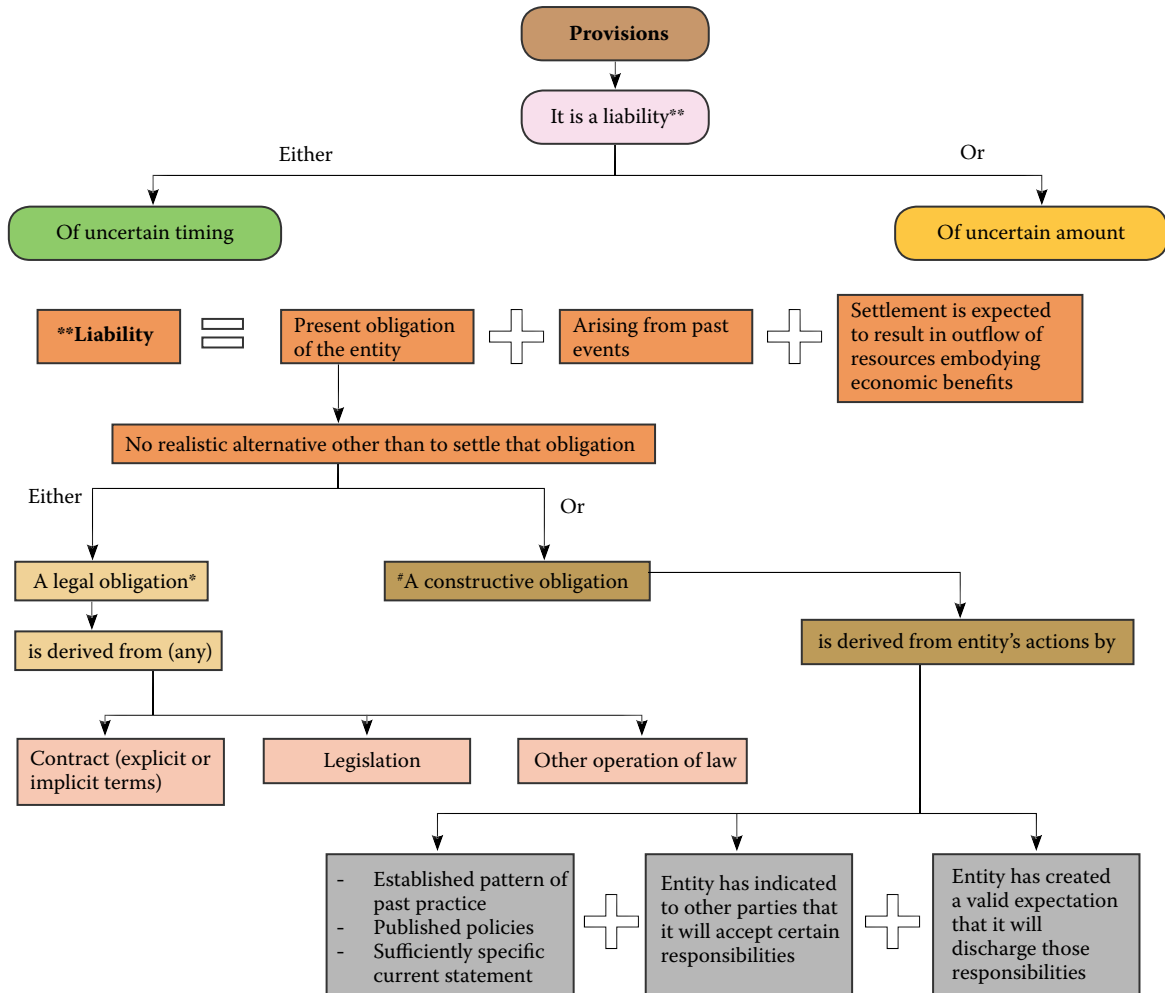 Provisions
It is a liability**
Either
Or
Of uncertain timing
Of uncertain amount
**Liability
Present obligation
of the entity
Arising from past
events
Settlement is expected
to result in outflow of
resources embodying
economic benefits
No realistic alternative other than to settle that obligation
Either
Or
A legal obligation*
#A constructive obligation
is derived from (any)
is derived from entity’s actions by
Contract (explicit or
implicit terms)
Legislation
Other operation of law
- Established pattern of
past practice
- Published policies
- Sufficiently specific
current statement
Entity has indicated
to other parties that
it will accept certain
responsibilities
Entity has created
a valid expectation
that it will
discharge those
responsibilities